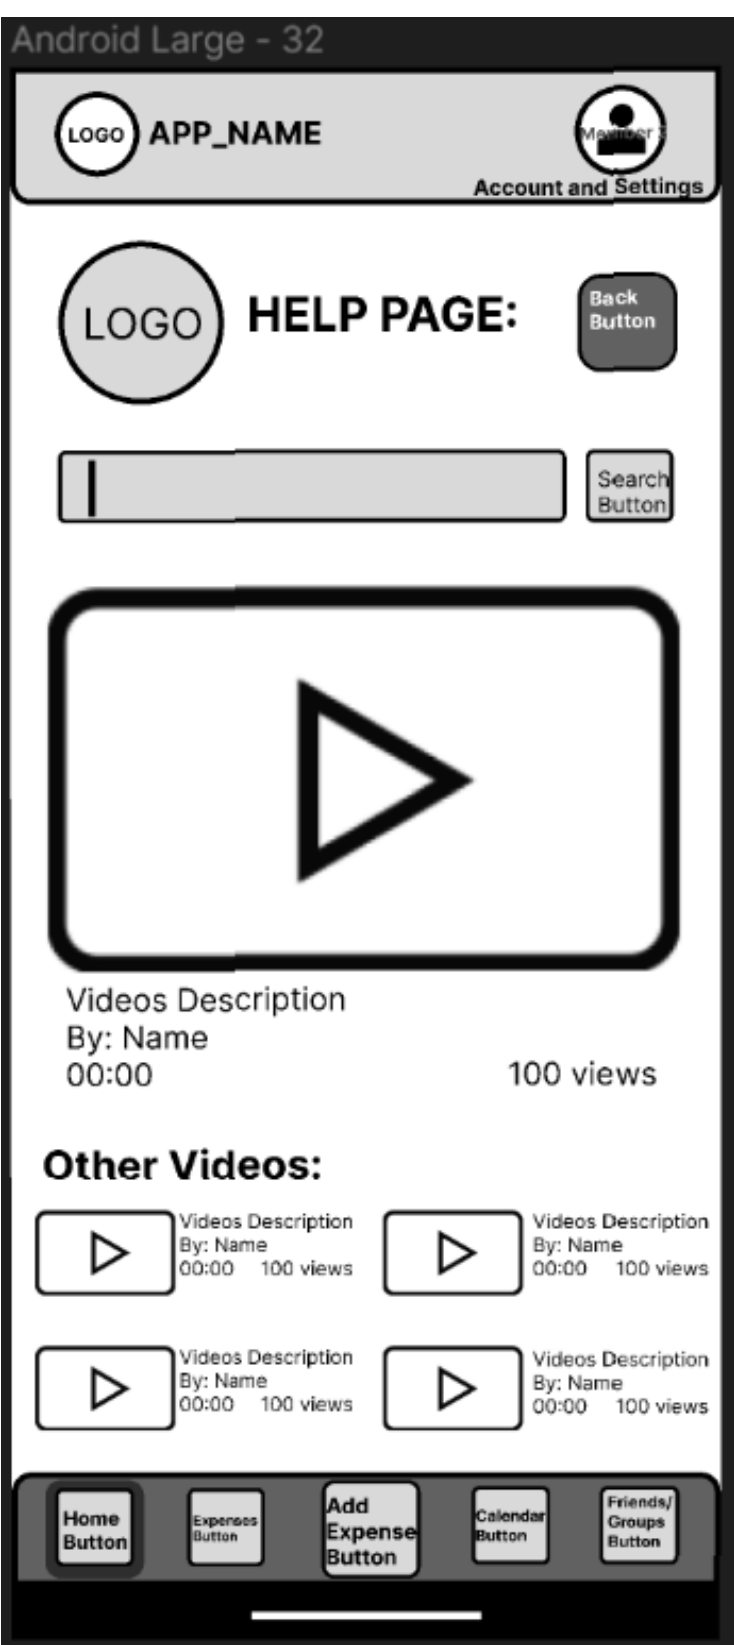 Android Large - 32
LOGO
APP_NAME
Member
Account and Settings
LOGO
HELP PAGE:
Back
Button
Search
Button
Videos Description
By: Name
00:00
100 views
Other Videos:
Videos Description
By: Name
00:00 100 views
Videos Description
By: Name
00:00 100 views
Videos Description
By: Name
00:00 100 views
Videos Description
By: Name
00:00 100 views
Home
Button
Expenses
Button
Add
Expense
Button
Calendar
Button
Friends/
Groups
Button